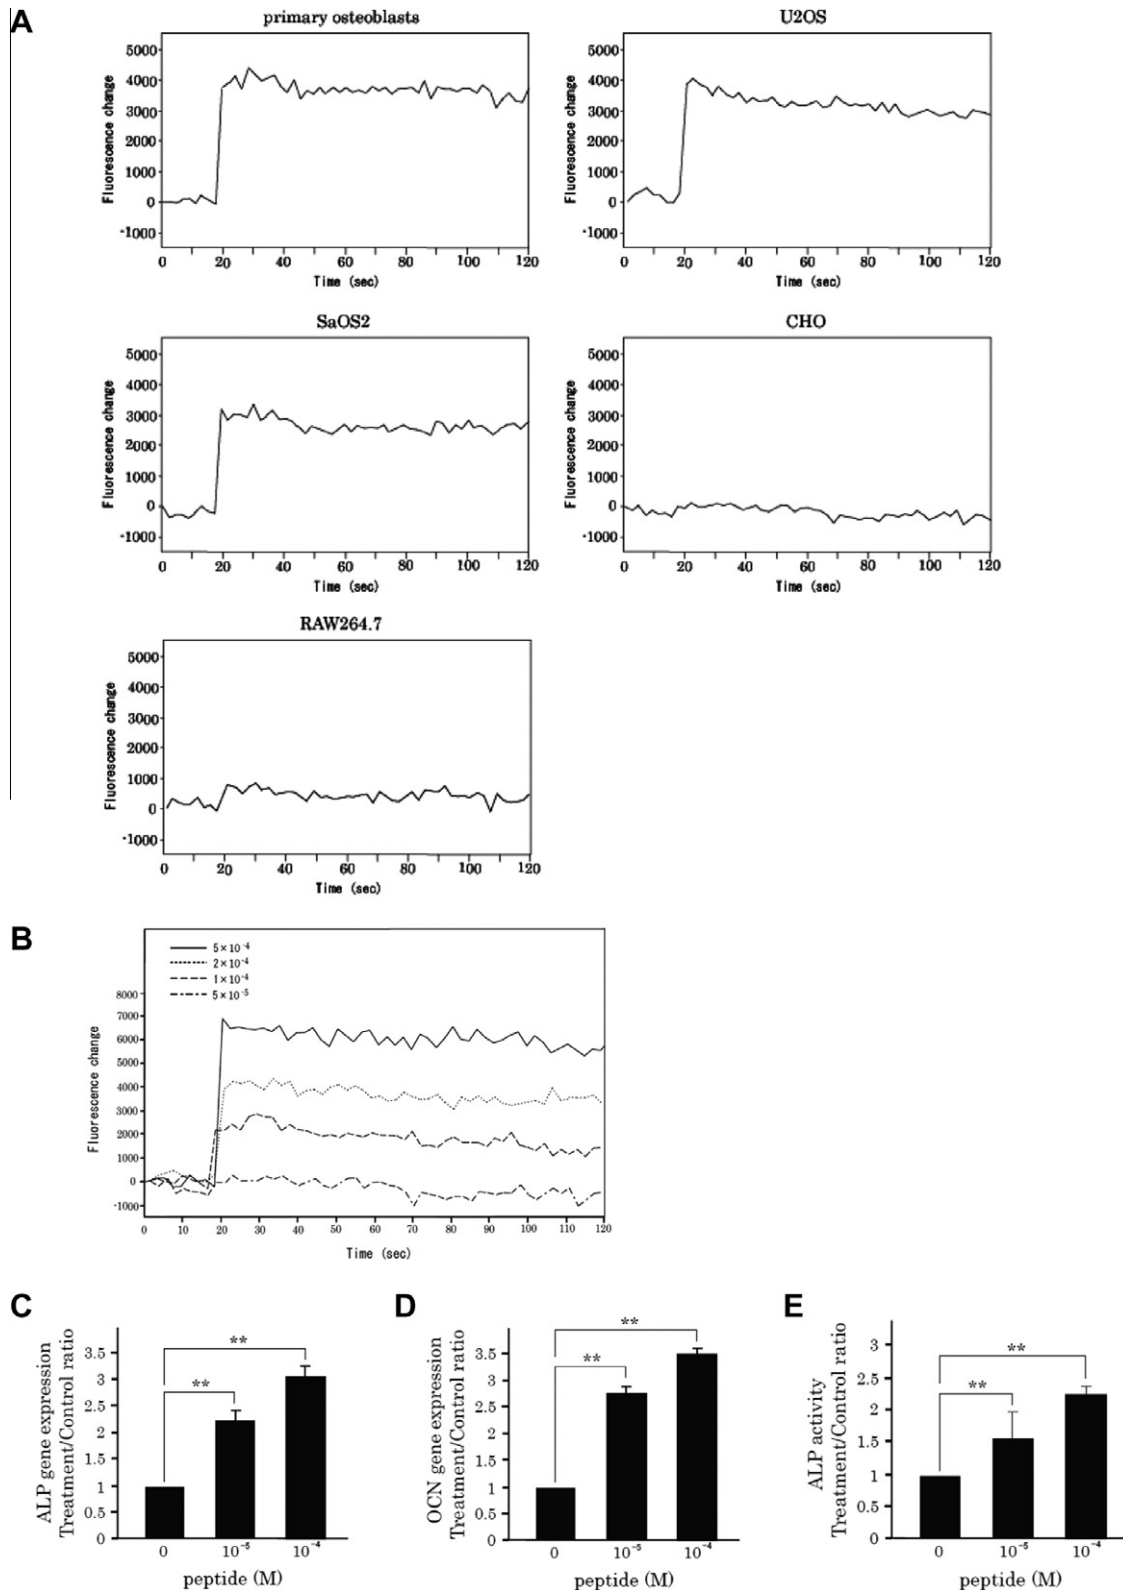 A
primary osteoblasts
5000
4000
3000
2000
1000
0
-1000
Fluorescence change
0 20 40 60 80 100 120
Time (sec)
U2OS
5000
4000
3000
2000
1000
0
-1000
Fluorescence change
0 20 40 60 80 100 120
Time (sec)
SaOS2
5000
4000
3000
2000
1000
0
-1000
Fluorescence change
0 20 40 60 80 100 120
Time (sec)
CHO
5000
4000
3000
2000
1000
0
-1000
Fluorescence change
0 20 40 60 80 100 120
Time (sec)
RAW264.7
5000
4000
3000
2000
1000
0
-1000
Fluorescence change
0 20 40 60 80 100 120
Time (sec)
B
5×10⁻⁴
2×10⁻⁴
1×10⁻⁴
5×10⁻⁵
8000
7000
6000
5000
4000
3000
2000
1000
0
-1000
Fluorescence change
0 10 20 30 40 50 60 70 80 90 100 110 120
Time (sec)
C
ALP gene expression
Treatment/Control ratio
3.5
3
2.5
2
1.5
1
0.5
0
**
**
0 10⁻⁵ 10⁻⁴
peptide (M)
D
OCN gene expression
Treatment/Control ratio
3.5
3
2.5
2
1.5
1
0.5
0
**
**
0 10⁻⁵ 10⁻⁴
peptide (M)
E
ALP activity
Treatment/Control ratio
3
2.5
2
1.5
1
0.5
0
**
**
0 10⁻⁵ 10⁻⁴
peptide (M)